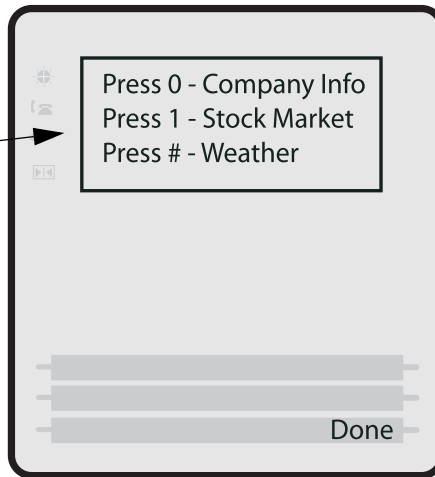 Press 0 - Company Info
Press 1 - Stock Market
Press # - Weather
Done